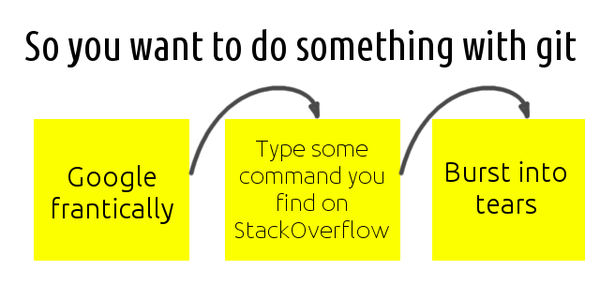 So you want to do something with git
Google
frantically
Type some
command you
find on
StackOverflow
Burst into
tears